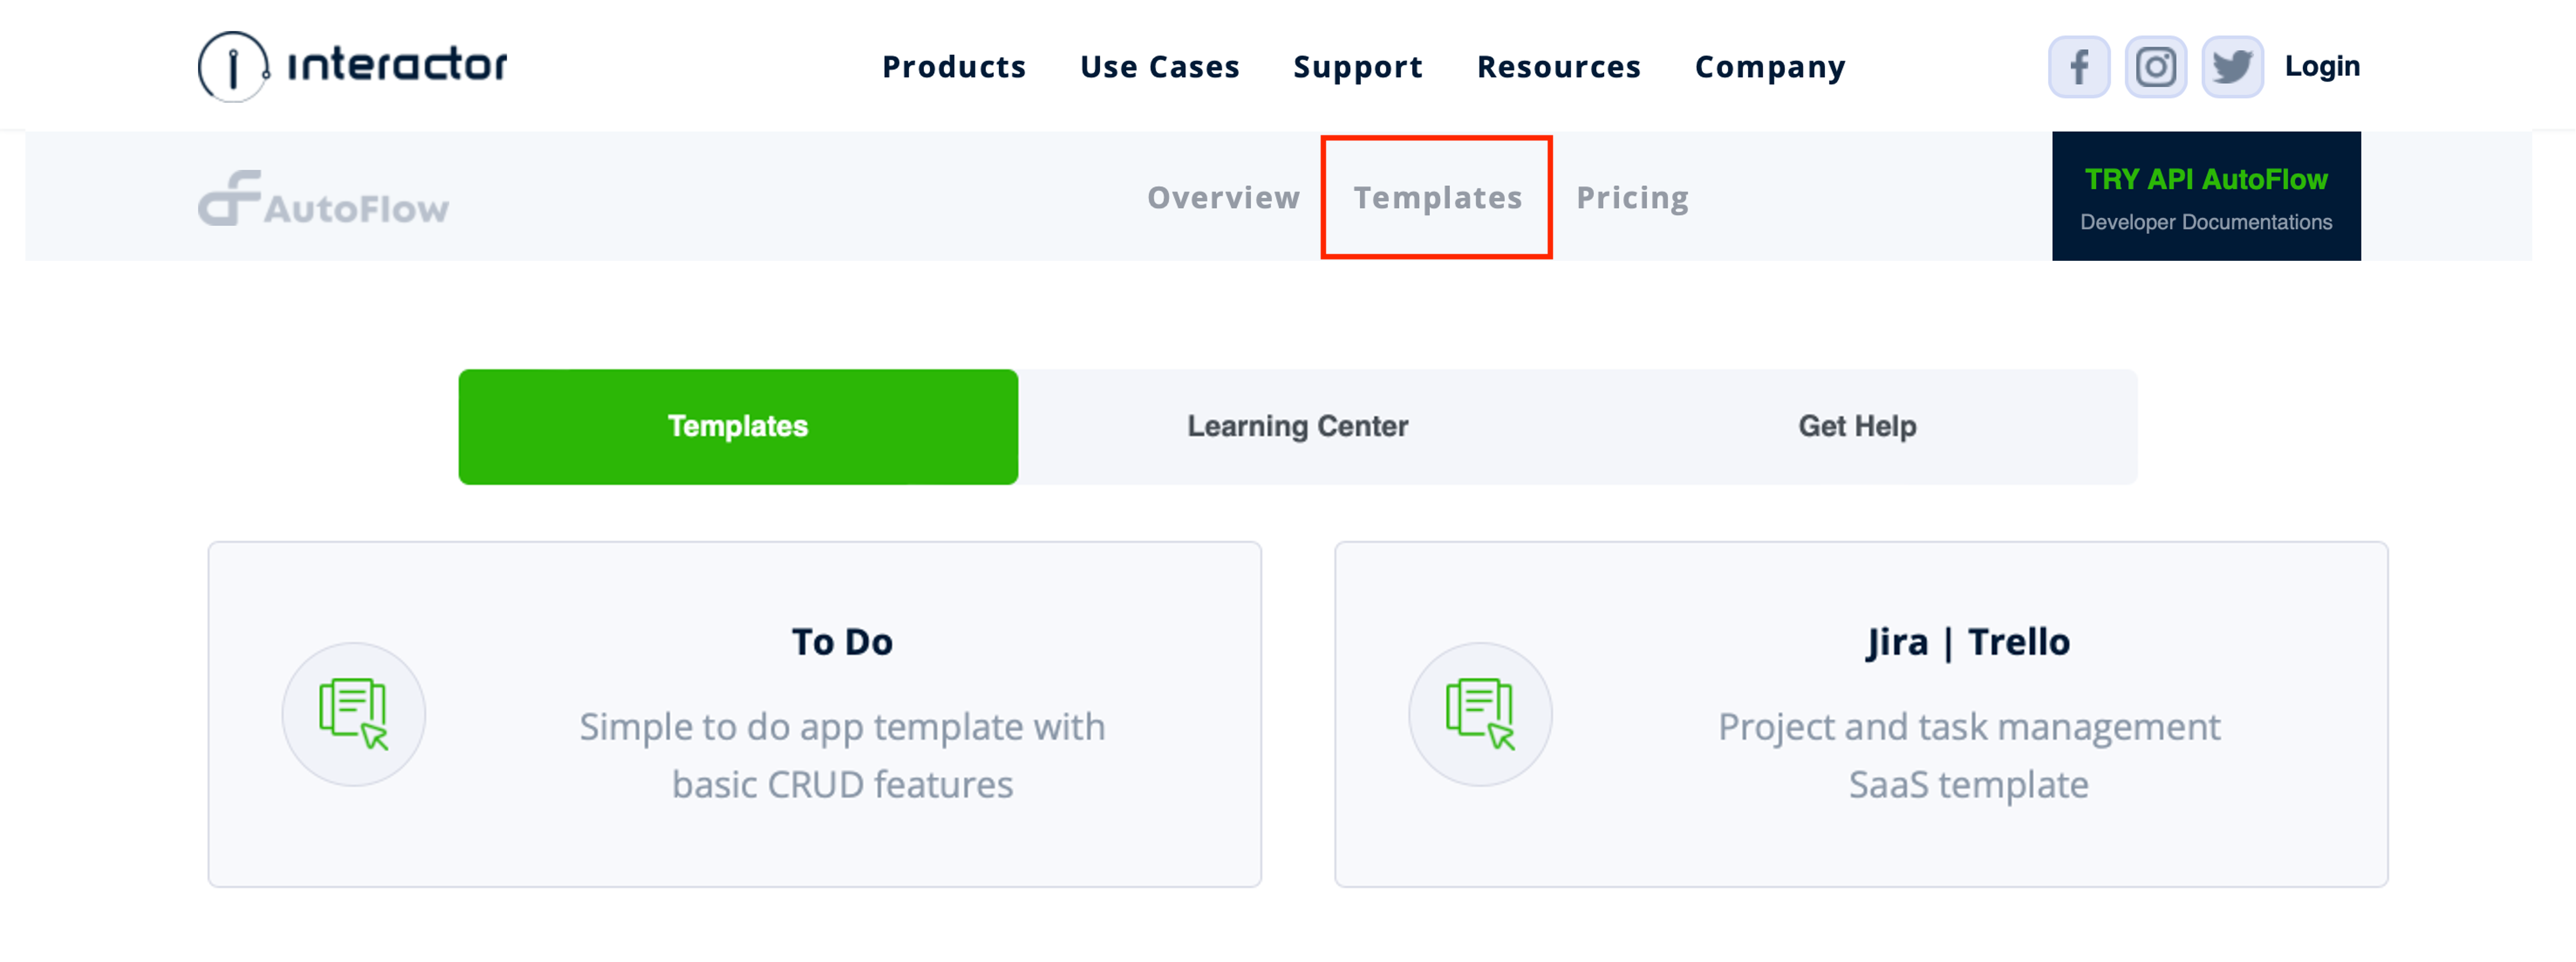 interactor
Products Use Cases Support Resources Company
Login
AutoFlow
Overview Templates Pricing
TRY API AutoFlow
Developer Documentations
Templates Learning Center Get Help
To Do
Simple to do app template with
basic CRUD features
Jira | Trello
Project and task management
SaaS template